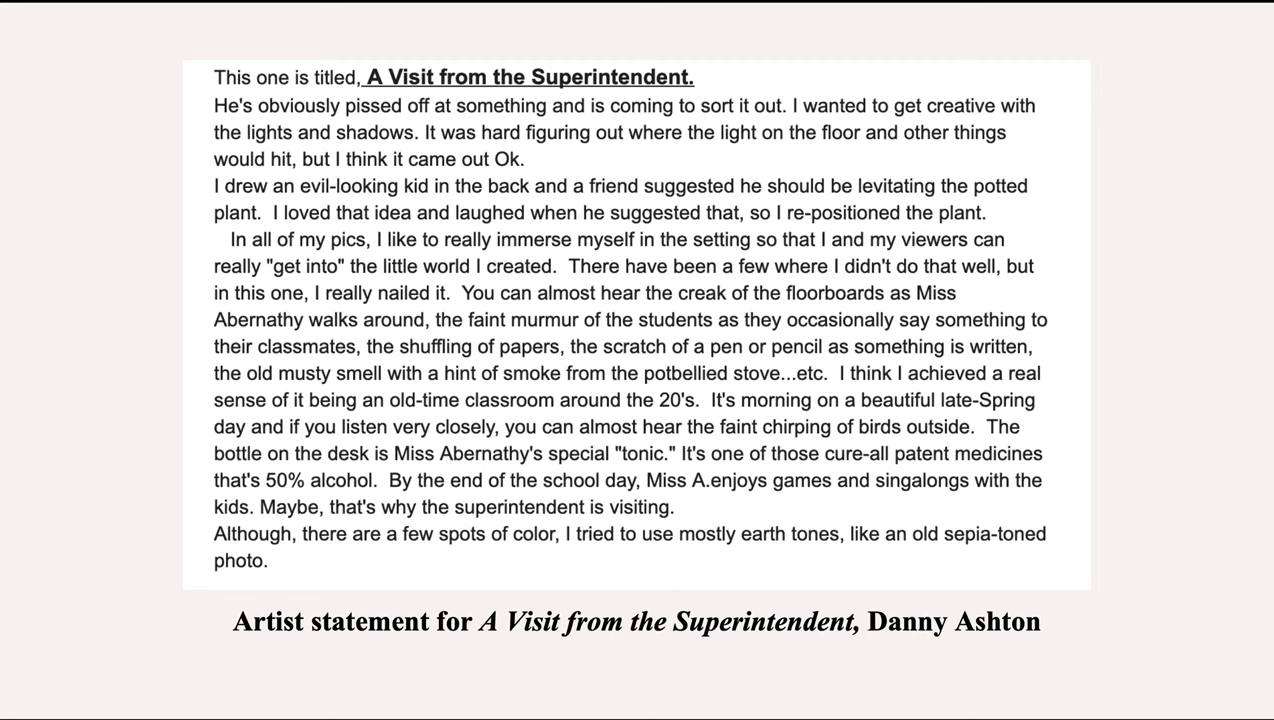 This one is titled, A Visit from the Superintendent.
He's obviously pissed off at something and is coming to sort it out. I wanted to get creative with
the lights and shadows. It was hard figuring out where the light on the floor and other things
would hit, but I think it came out Ok.
I drew an evil-looking kid in the back and a friend suggested he should be levitating the potted
plant.  I loved that idea and laughed when he suggested that, so I re-positioned the plant.
In all of my pics, I like to really immerse myself in the setting so that I and my viewers can
really "get into" the little world I created.  There have been a few where I didn't do that well, but
in this one, I really nailed it.  You can almost hear the creak of the floorboards as Miss
Abernathy walks around, the faint murmur of the students as they occasionally say something to
their classmates, the shuffling of papers, the scratch of a pen or pencil as something is written,
the old musty smell with a hint of smoke from the potbellied stove...etc.  I think I achieved a real
sense of it being an old-time classroom around the 20's.  It's morning on a beautiful late-Spring
day and if you listen very closely, you can almost hear the faint chirping of birds outside.  The
bottle on the desk is Miss Abernathy's special "tonic." It's one of those cure-all patent medicines
that's 50% alcohol.  By the end of the school day, Miss A.enjoys games and singalongs with the
kids. Maybe, that's why the superintendent is visiting.
Although, there are a few spots of color, I tried to use mostly earth tones, like an old sepia-toned
photo.
Artist statement for A Visit from the Superintendent, Danny Ashton